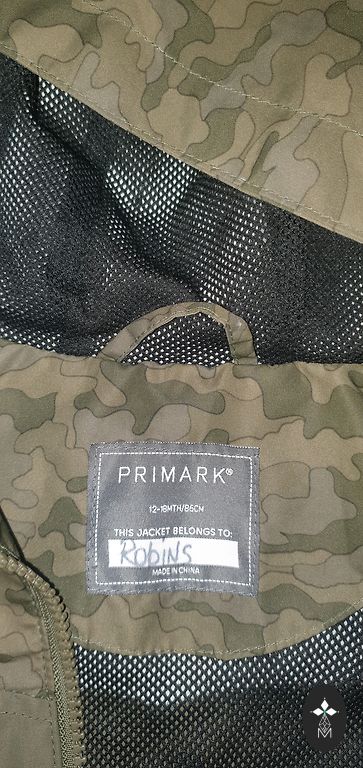 PRIMARK®
12-18MTH/86CM
THIS JACKET BELONGS TO:
ROBINS
MADE IN CHINA
M